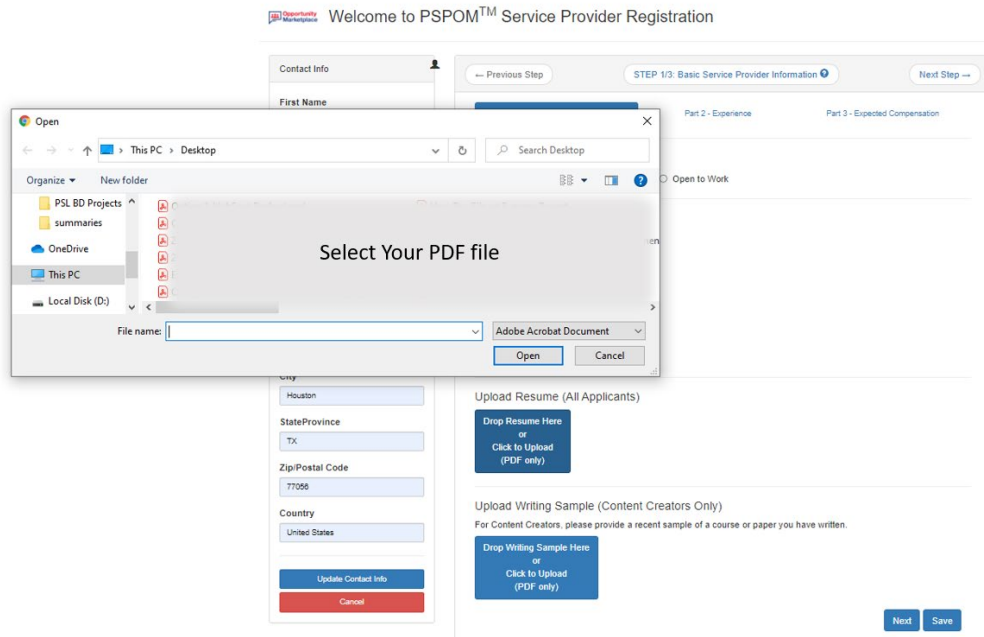 Opportunity
Marketplace
Welcome to PSPOM™ Service Provider Registration
Contact Info
First Name
← Previous Step
STEP 1/3: Basic Service Provider Information
Next Step →
Part 2 - Experience
Part 3 - Expected Compensation
Open to Work
Open
This PC > Desktop
Search Desktop
Organize
New folder
PSL BD Projects
summaries
OneDrive
This PC
Local Disk (D:)
Select Your PDF file
File name:
Adobe Acrobat Document
Open
Cancel
City
Houston
StateProvince
TX
Zip/Postal Code
77056
Country
United States
Update Contact Info
Cancel
Upload Resume (All Applicants)
Drop Resume Here
or
Click to Upload
(PDF only)
Upload Writing Sample (Content Creators Only)
For Content Creators, please provide a recent sample of a course or paper you have written.
Drop Writing Sample Here
or
Click to Upload
(PDF only)
Next
Save